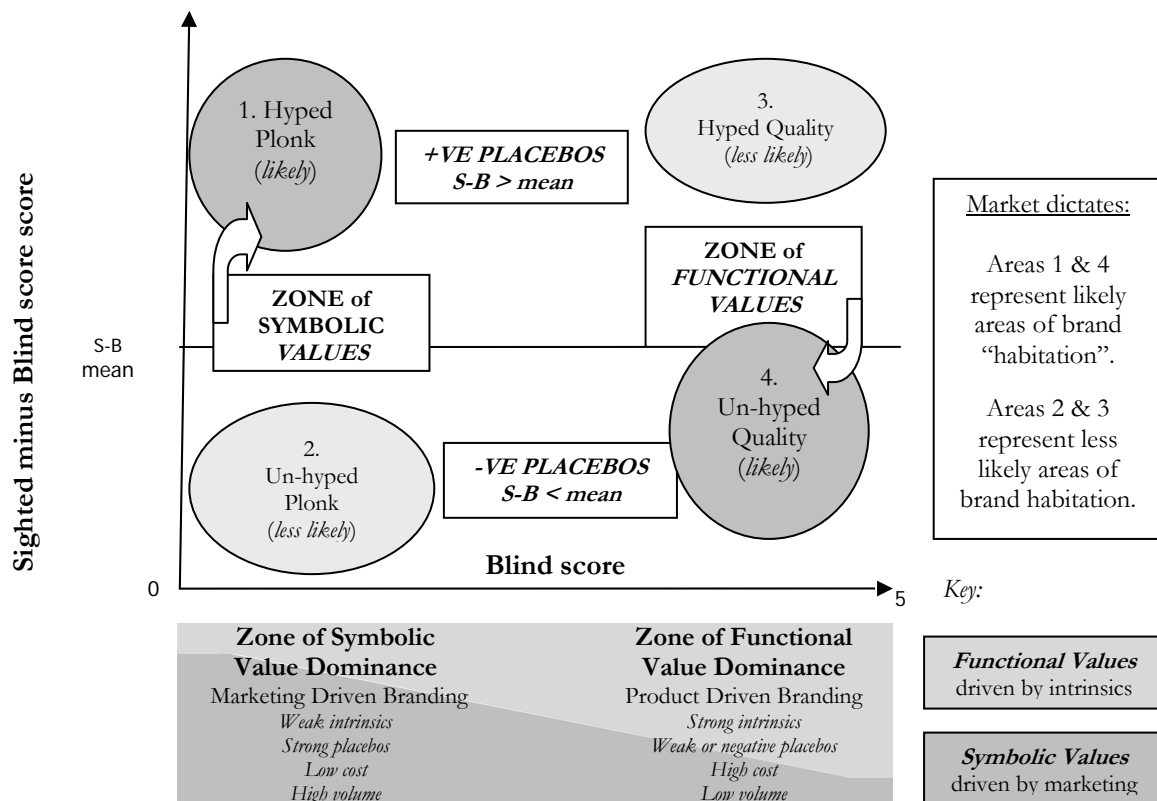 Sighted minus Blind score score
1. Hyped
Plonk
(likely)
+VE PLACEBOS
S-B > mean
3.
Hyped Quality
(less likely)
ZONE of
SYMBOLIC
VALUES
ZONE of
FUNCTIONAL
VALUES
S-B
mean
2.
Un-hyped
Plonk
(less likely)
-VE PLACEBOS
S-B < mean
4.
Un-hyped
Quality
(likely)
Market dictates:
Areas 1 & 4
represent likely
areas of brand
“habitation”.
Areas 2 & 3
represent less
likely areas of
brand habitation.
Blind score
0
5
Key:
Zone of Symbolic
Value Dominance
Marketing Driven Branding
Weak intrinsics
Strong placebos
Low cost
High volume
Zone of Functional
Value Dominance
Product Driven Branding
Strong intrinsics
Weak or negative placebos
High cost
Low volume
Functional Values
driven by intrinsics
Symbolic Values
driven by marketing